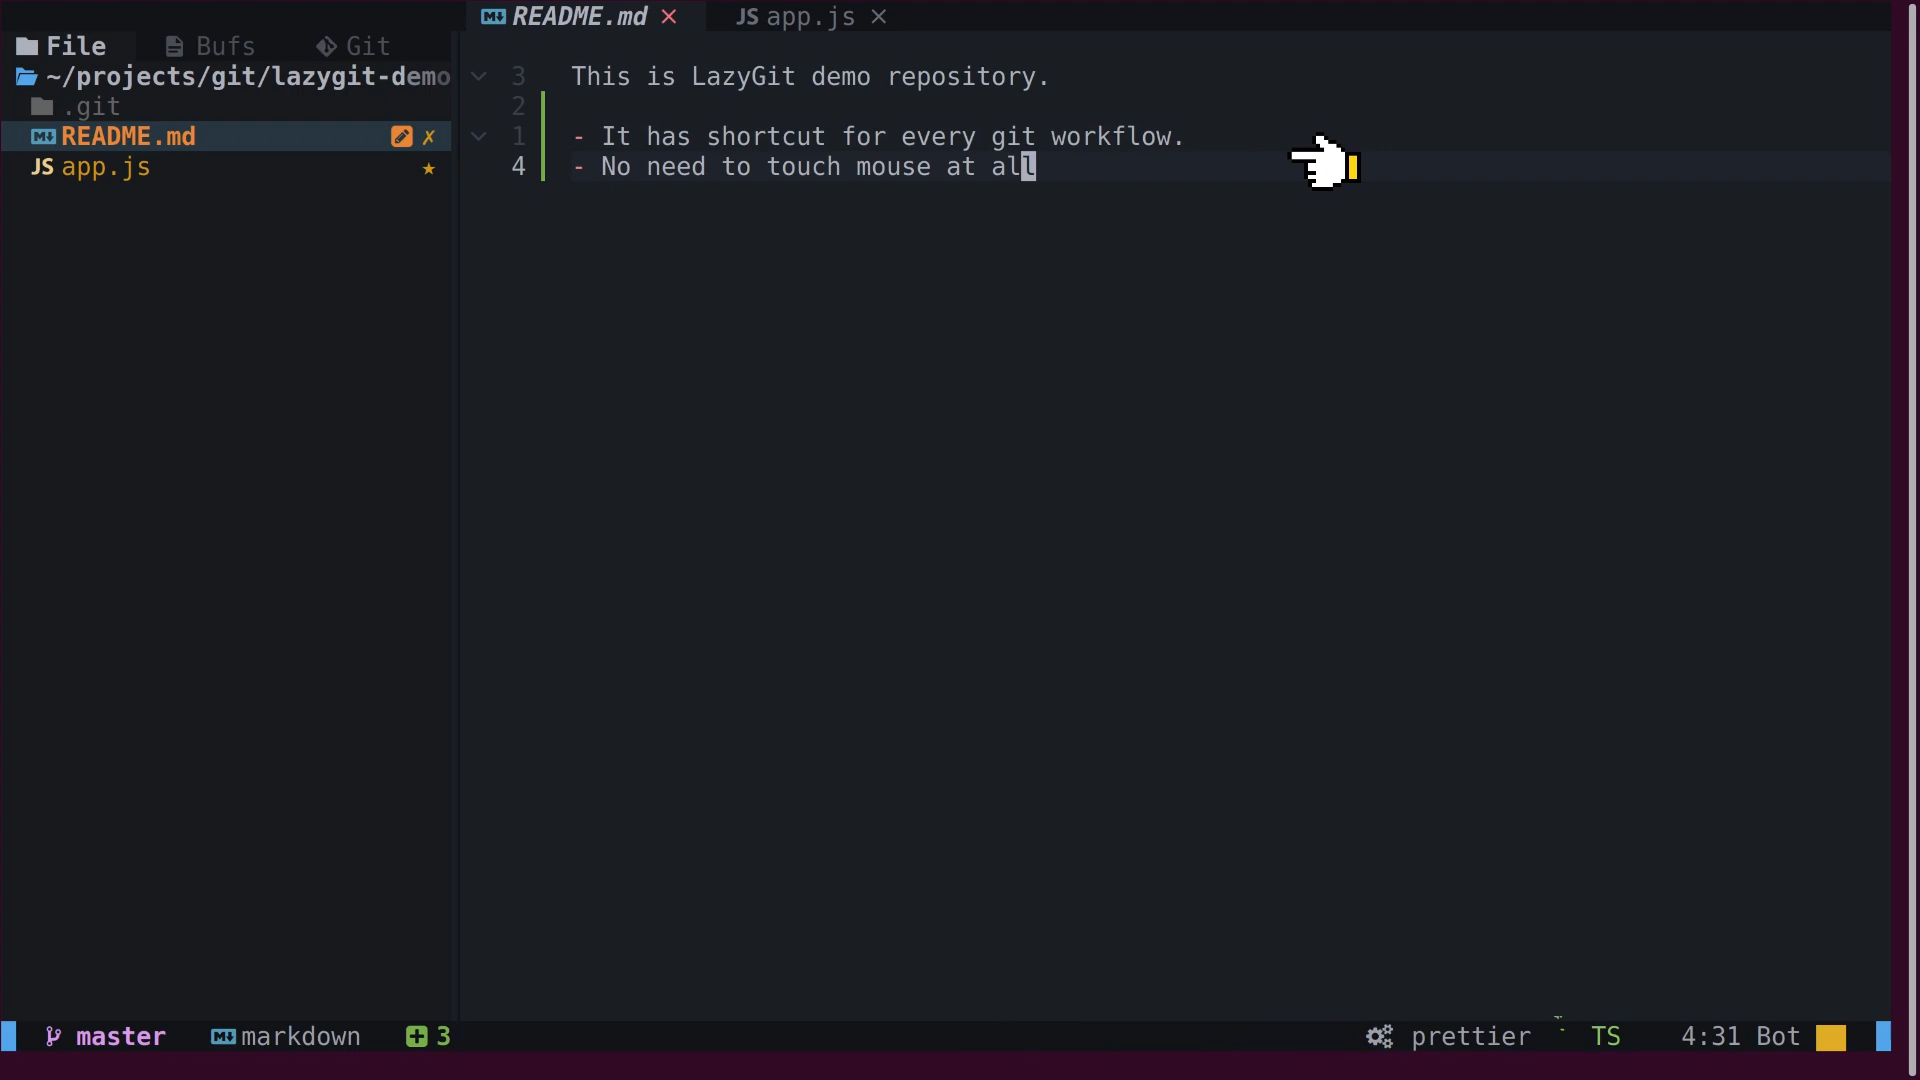 README.md ✕ JS app.js ✕
File Bufs Git
~/projects/git/lazygit-demo
.git
README.md ✗
JS app.js ★
3 This is LazyGit demo repository.
2
1 - It has shortcut for every git workflow.
4 - No need to touch mouse at all
master markdown 3 prettier TS 4:31 Bot